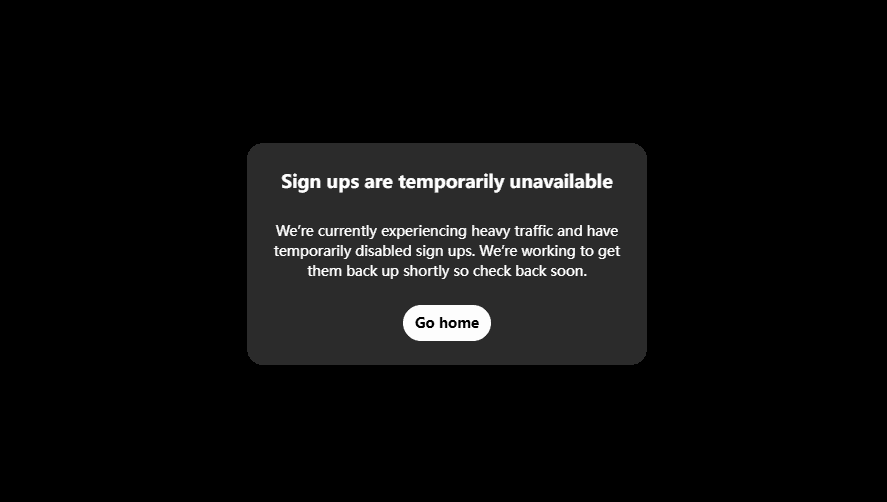 Sign ups are temporarily unavailable
We’re currently experiencing heavy traffic and have
temporarily disabled sign ups. We’re working to get
them back up shortly so check back soon.
Go home